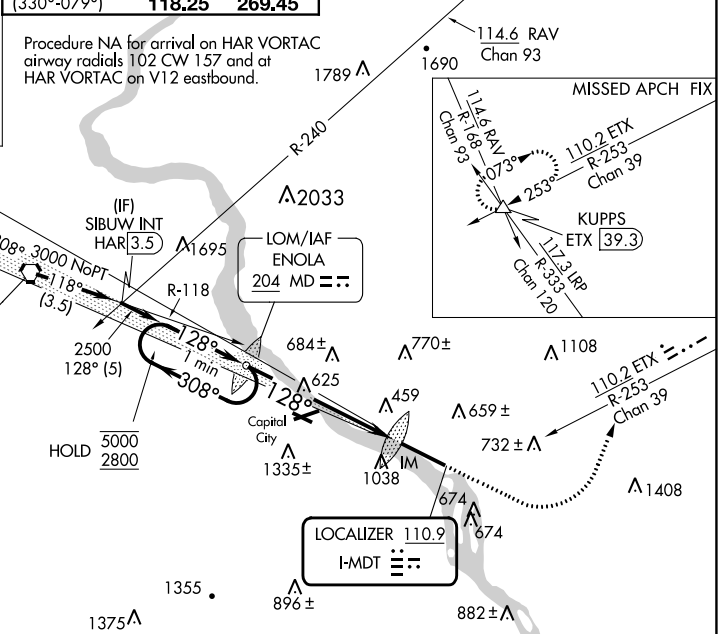 (330°-079°) 118.25 269.45
Procedure NA for arrival on HAR VORTAC
airway radials 102 CW 157 and at
HAR VORTAC on V12 eastbound.
114.6 RAV
Chan 93
1690
1789
R-240
MISSED APCH FIX
114.6 RAV
R-168
Chan 93
073°
110.2 ETX
R-253
Chan 39
253°
KUPPS
ETX 39.3
117.3 LRP
R-333
Chan 120
2033
(IF)
SIBUW INT
HAR 3.5
1695
LOM/IAF
ENOLA
204 MD
308° 3000 NoPT
118°
(3.5)
R-118
2500
128° (5)
128°
1 min
308°
HOLD 5000
2800
684 ±
770 ±
1108
625
128°
459
659 ±
732 ±
110.2 ETX
R-253
Chan 39
Capital
City
1335 ±
1038
IM
674
674
1408
LOCALIZER 110.9
I-MDT
1355
1375
896 ±
882 ±